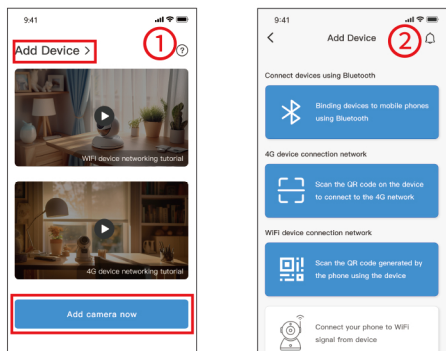 9:41
1
Add Device >
?
WIFI device networking tutorial
4G device networking tutorial
Add camera now
9:41
2
Add Device
Connect devices using Bluetooth
Binding devices to mobile phones
using Bluetooth
4G device connection network
Scan the QR code on the device
to connect to the 4G network
WiFi device connection network
Scan the QR code generated by
the phone using the device
Connect your phone to WiFi
signal from device